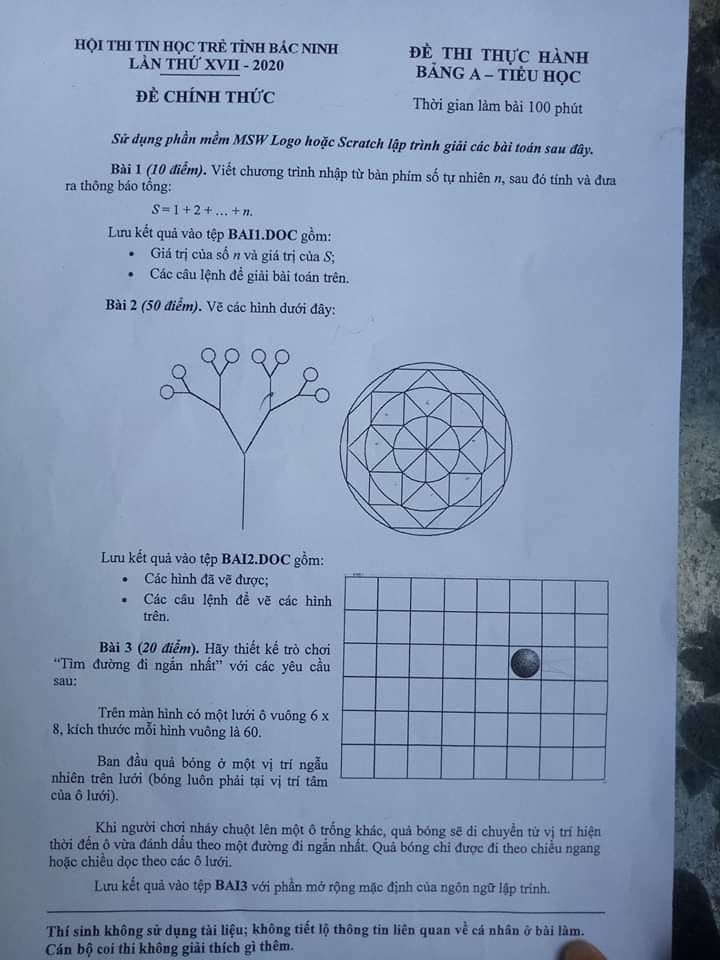 HỘI THI TIN HỌC TRẺ TỈNH BẮC NINH
LẦN THỨ XVII - 2020
ĐỀ CHÍNH THỨC
ĐỀ THI THỰC HÀNH
BẢNG A – TIỂU HỌC
Thời gian làm bài 100 phút
Sử dụng phần mềm MSW Logo hoặc Scratch lập trình giải các bài toán sau đây.
Bài 1 (10 điểm). Viết chương trình nhập từ bàn phím số tự nhiên n, sau đó tính và đưa
ra thông báo tổng:
S = 1 + 2 + ... + n.
Lưu kết quả vào tệp BAI1.DOC gồm:
• Giá trị của số n và giá trị của S;
• Các câu lệnh để giải bài toán trên.
Bài 2 (50 điểm). Vẽ các hình dưới đây:
Lưu kết quả vào tệp BAI2.DOC gồm:
• Các hình đã vẽ được;
• Các câu lệnh để vẽ các hình
trên.
Bài 3 (20 điểm). Hãy thiết kế trò chơi
“Tìm đường đi ngắn nhất” với các yêu cầu
sau:
Trên màn hình có một lưới ô vuông 6 x
8, kích thước mỗi hình vuông là 60.
Ban đầu quả bóng ở một vị trí ngẫu
nhiên trên lưới (bóng luôn phải tại vị trí tâm
của ô lưới).
Khi người chơi nháy chuột lên một ô trống khác, quả bóng sẽ di chuyển từ vị trí hiện
thời đến ô vừa đánh dấu theo một đường đi ngắn nhất. Quả bóng chỉ được đi theo chiều ngang
hoặc chiều dọc theo các ô lưới.
Lưu kết quả vào tệp BAI3 với phần mở rộng mặc định của ngôn ngữ lập trình.
Thí sinh không sử dụng tài liệu; không tiết lộ thông tin liên quan về cá nhân ở bài làm.
Cán bộ coi thi không giải thích gì thêm.